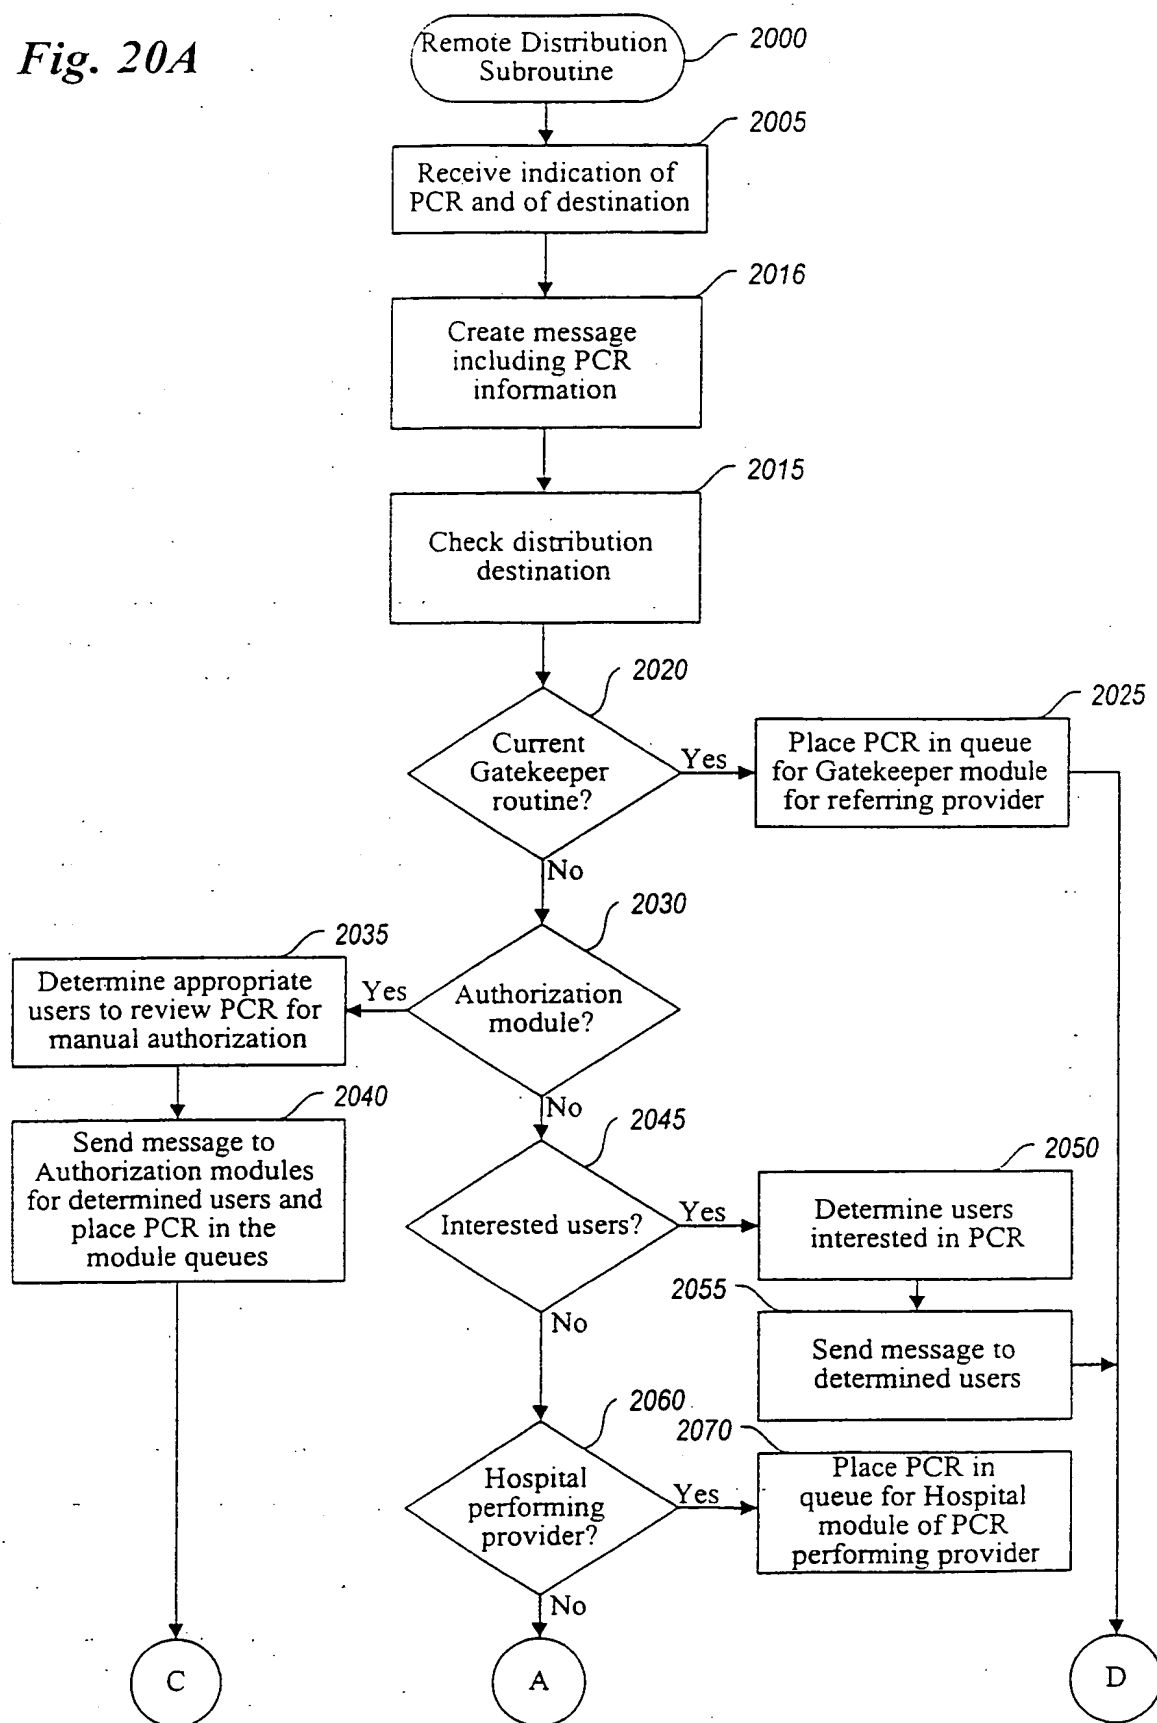 Fig. 20A
Remote Distribution
Subroutine
2000
2005
Receive indication of
PCR and of destination
2016
Create message
including PCR
information
2015
Check distribution
destination
2020
Current
Gatekeeper
routine?
Yes
2025
Place PCR in queue
for Gatekeeper module
for referring provider
No
2030
Authorization
module?
Yes
2035
Determine appropriate
users to review PCR for
manual authorization
2040
Send message to
Authorization modules
for determined users and
place PCR in the
module queues
No
2045
Interested users?
Yes
2050
Determine users
interested in PCR
2055
Send message to
determined users
No
2060
Hospital
performing
provider?
Yes
2070
Place PCR in
queue for Hospital
module of PCR
performing provider
No
C
A
D